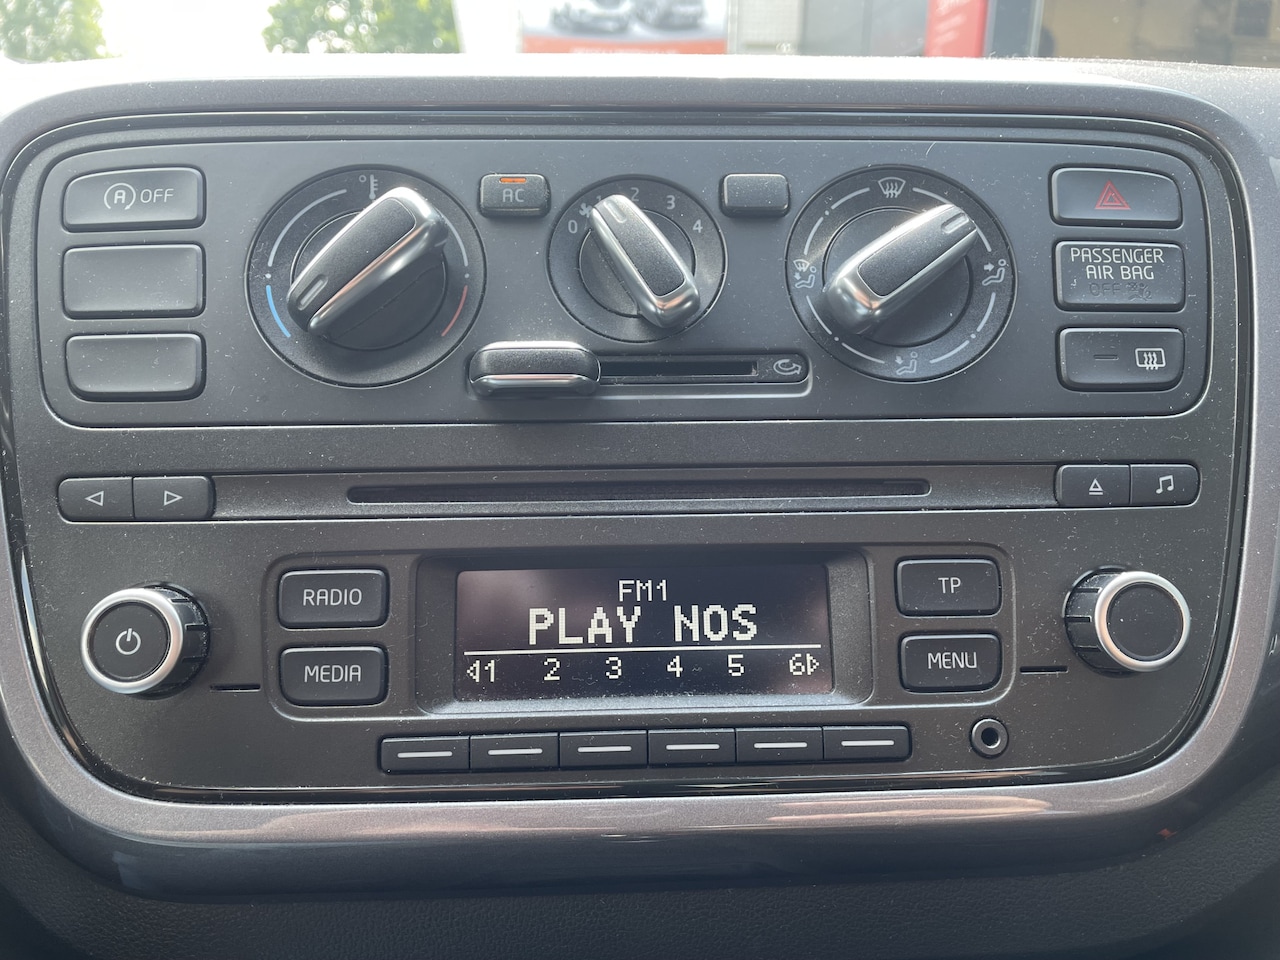 A OFF
AC
0 1 2 3 4
PASSENGER
AIR BAG
OFF
RADIO
MEDIA
FM1
PLAY NOS
1 2 3 4 5 6
TP
MENU